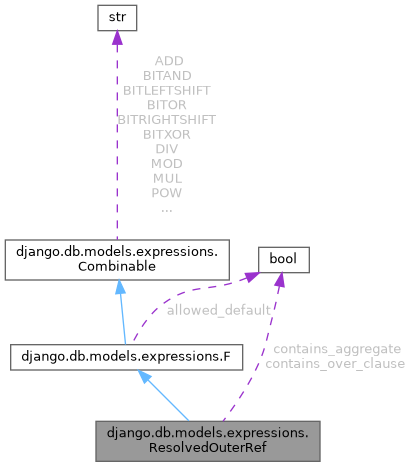 str
ADD
BITAND
BITLEFTSHIFT
BITOR
BITRIGHTSHIFT
BITXOR
DIV
MOD
MUL
POW
...
django.db.models.expressions.
Combinable
bool
allowed_default
django.db.models.expressions.F
contains_aggregate
contains_over_clause
django.db.models.expressions.
ResolvedOuterRef